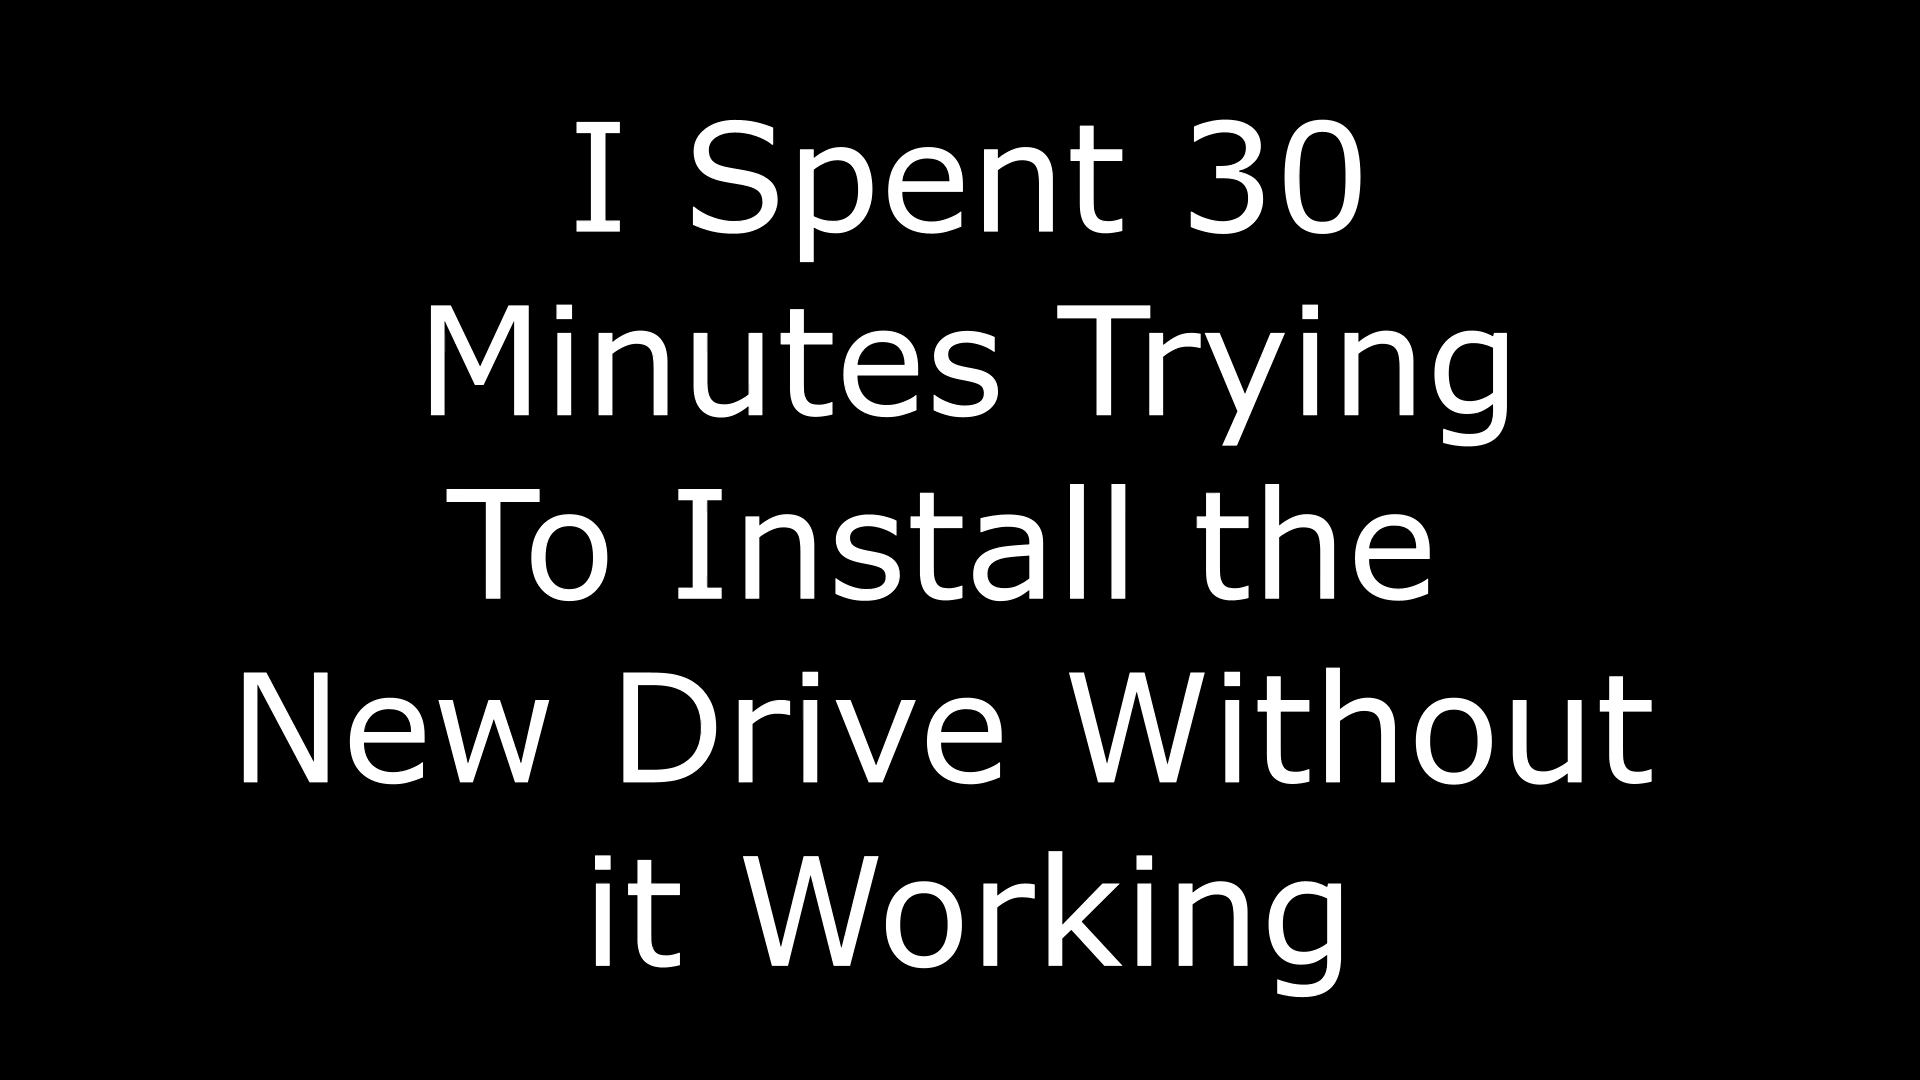 I Spent 30
Minutes Trying
To Install the
New Drive Without
it Working